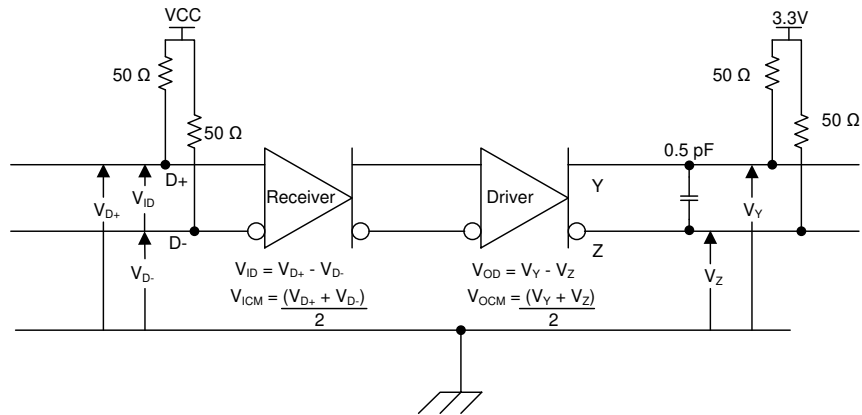 VCC
3.3V
50 Ω
50 Ω
50 Ω
50 Ω
0.5 pF
D+
VID
VD+
Receiver
Driver
Y
VY
D-
Z
VD-
VZ
VID = VD+ - VD-
VOD = VY - VZ
VICM = (VD+ + VD-)
2
VOCM = (VY + VZ)
2